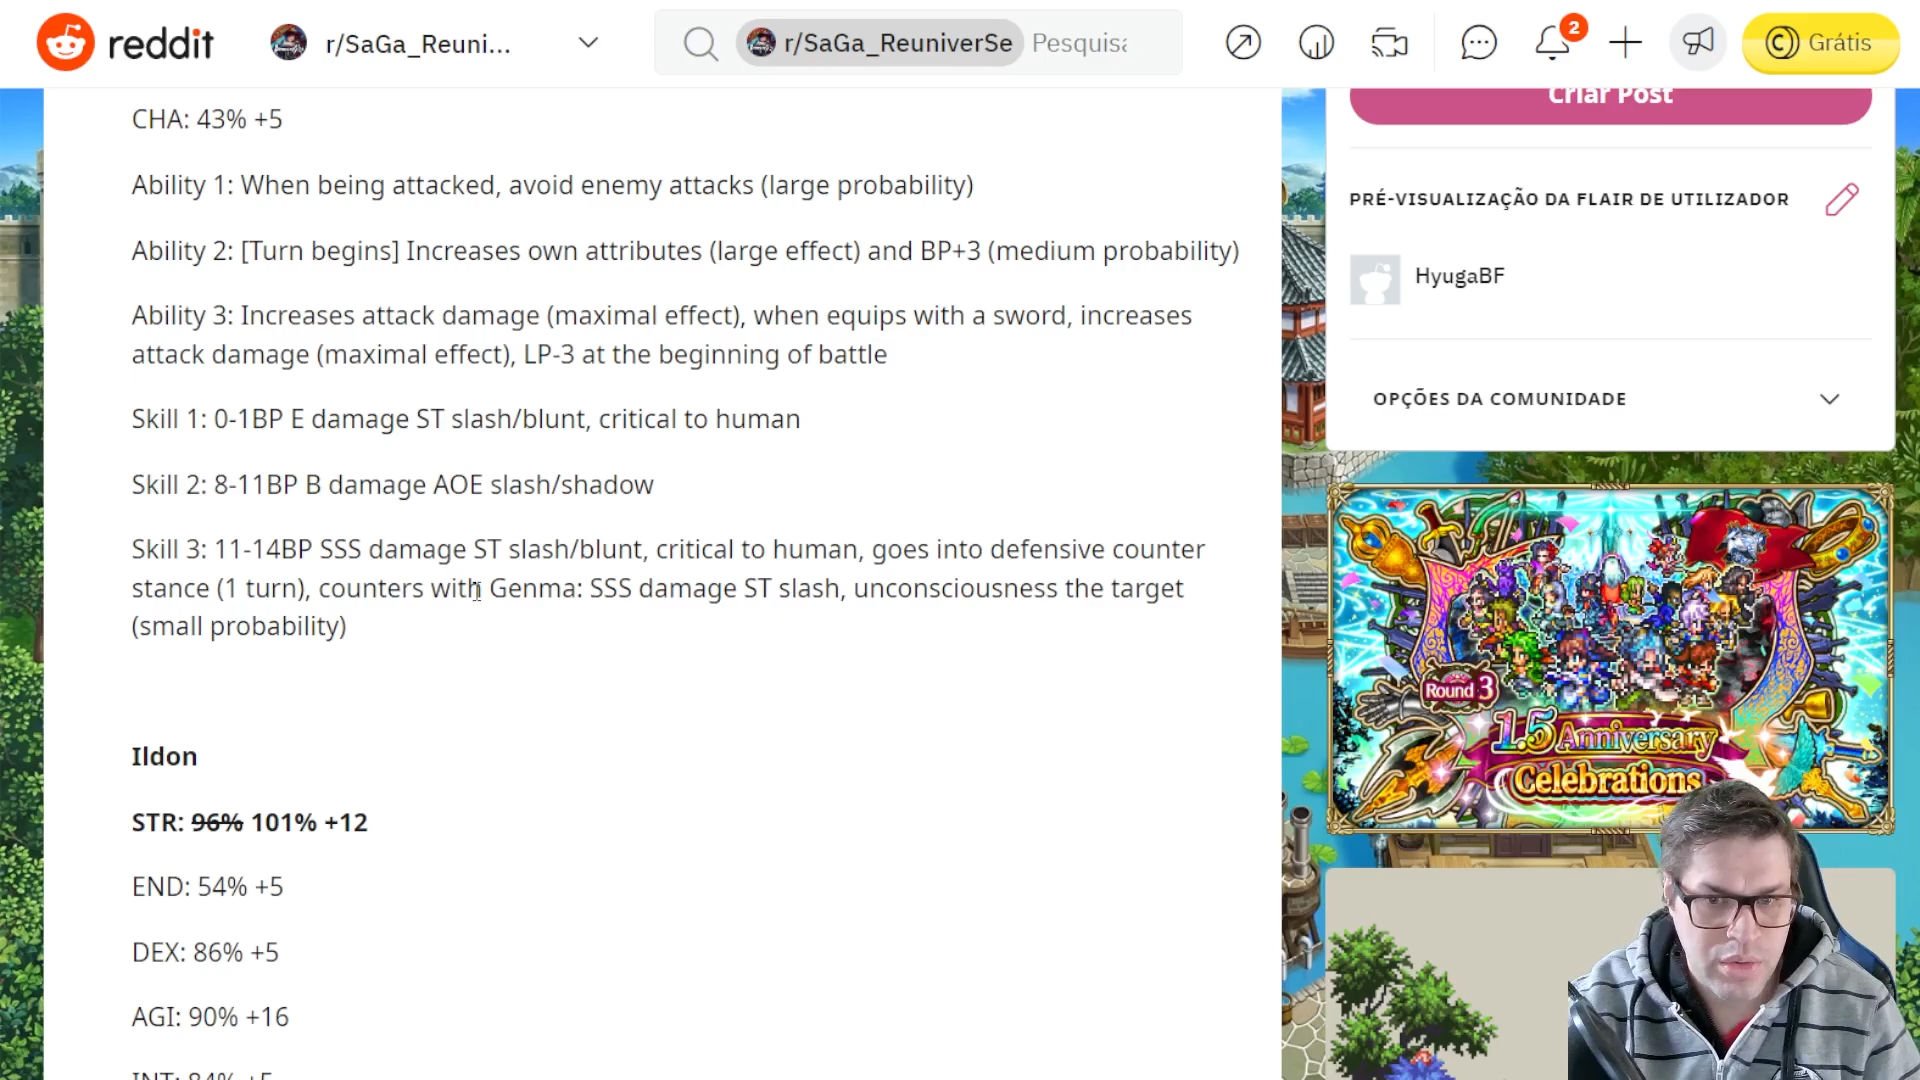 reddit
r/SaGa_Reuni...
r/SaGa_ReuniverSe
2
Grátis
CHA: 43% +5
Ability 1: When being attacked, avoid enemy attacks (large probability)
Ability 2: [Turn begins] Increases own attributes (large effect) and BP+3 (medium probability)
Ability 3: Increases attack damage (maximal effect), when equips with a sword, increases
attack damage (maximal effect), LP-3 at the beginning of battle
Skill 1: 0-1BP E damage ST slash/blunt, critical to human
Skill 2: 8-11BP B damage AOE slash/shadow
Skill 3: 11-14BP SSS damage ST slash/blunt, critical to human, goes into defensive counter
stance (1 turn), counters with Genma: SSS damage ST slash, unconsciousness the target
(small probability)
Ildon
STR: 96% 101% +12
END: 54% +5
DEX: 86% +5
AGI: 90% +16
INT: 84% +5
Criar Post
PRÉ-VISUALIZAÇÃO DA FLAIR DE UTILIZADOR
HyugaBF
OPÇÕES DA COMUNIDADE
Round 3
1.5 Anniversary
Celebrations